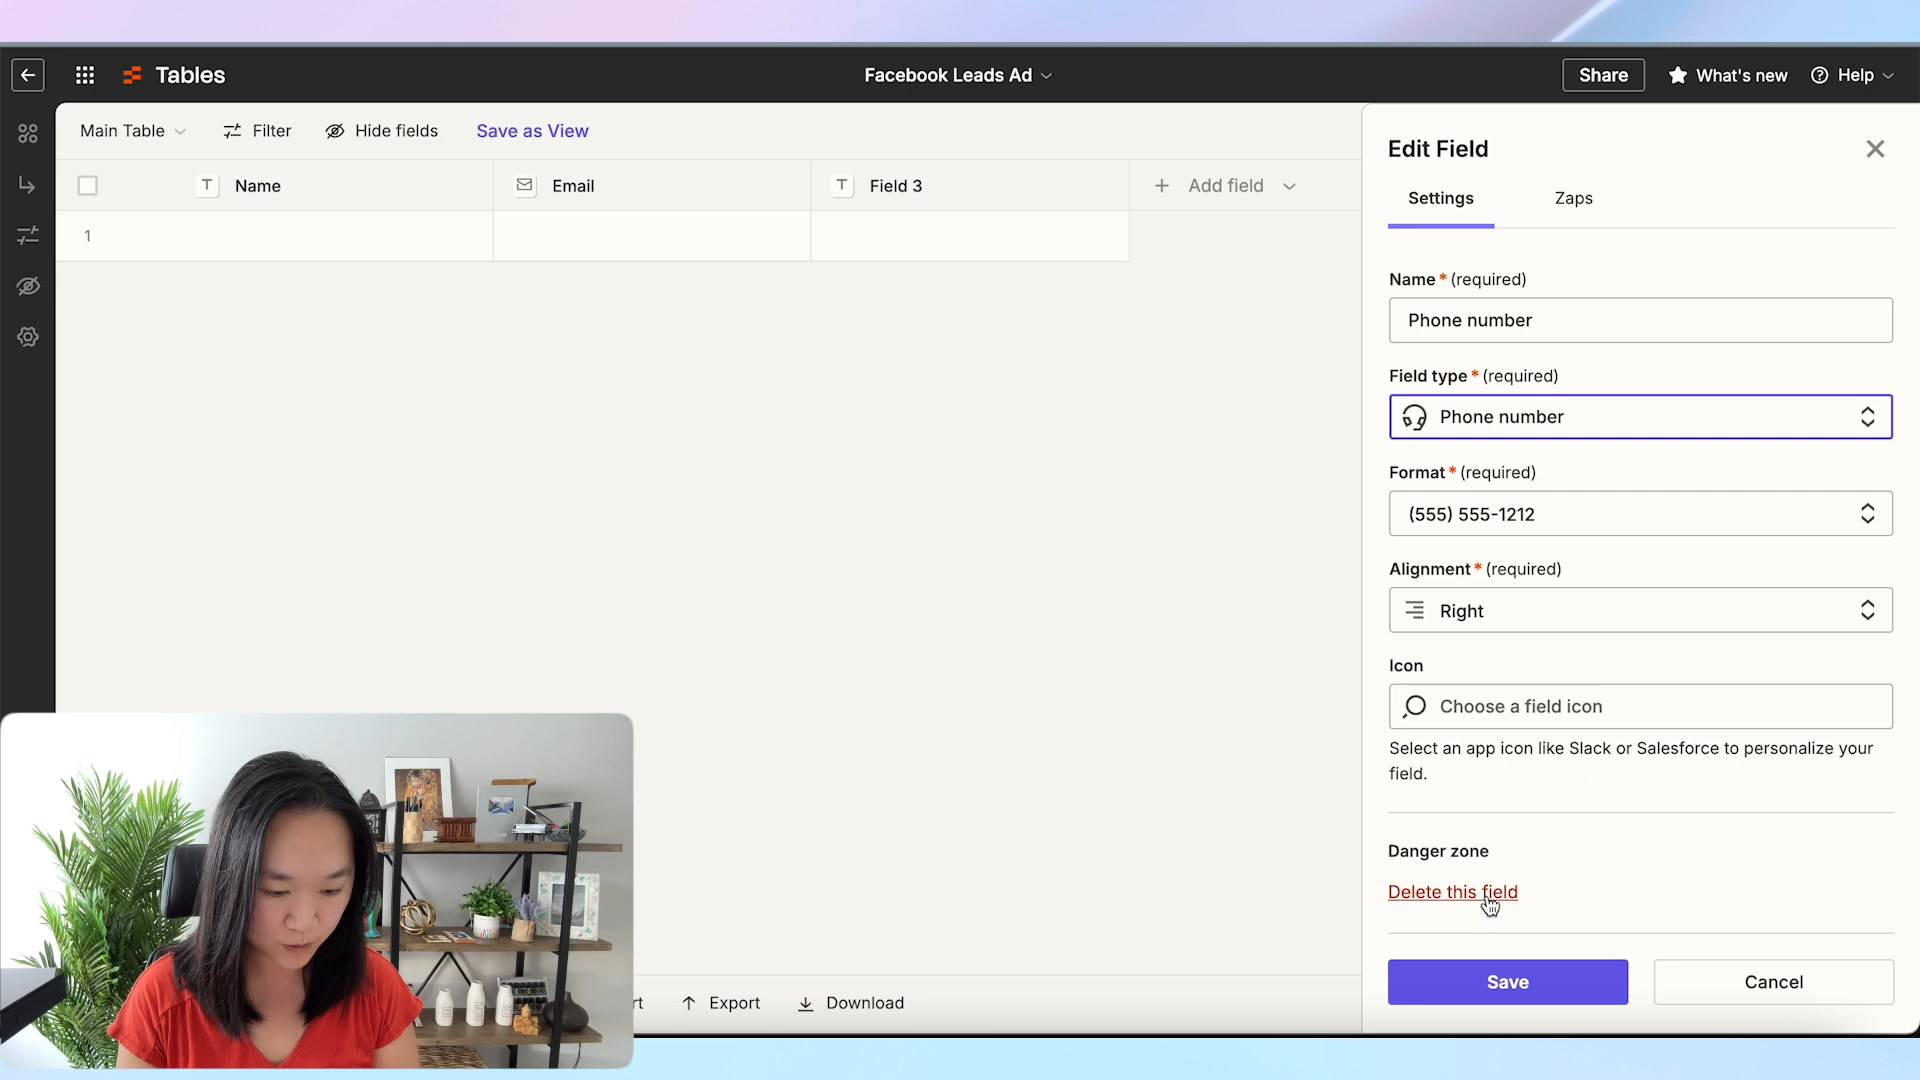 Tables
Facebook Leads Ad
Share
What's new
Help
Main Table
Filter
Hide fields
Save as View
Name
Email
Field 3
Add field
1
Edit Field
Settings
Zaps
Name * (required)
Phone number
Field type * (required)
Phone number
Format * (required)
(555) 555-1212
Alignment * (required)
Right
Icon
Choose a field icon
Select an app icon like Slack or Salesforce to personalize your
field.
Danger zone
Delete this field
Save
Cancel
rt
Export
Download